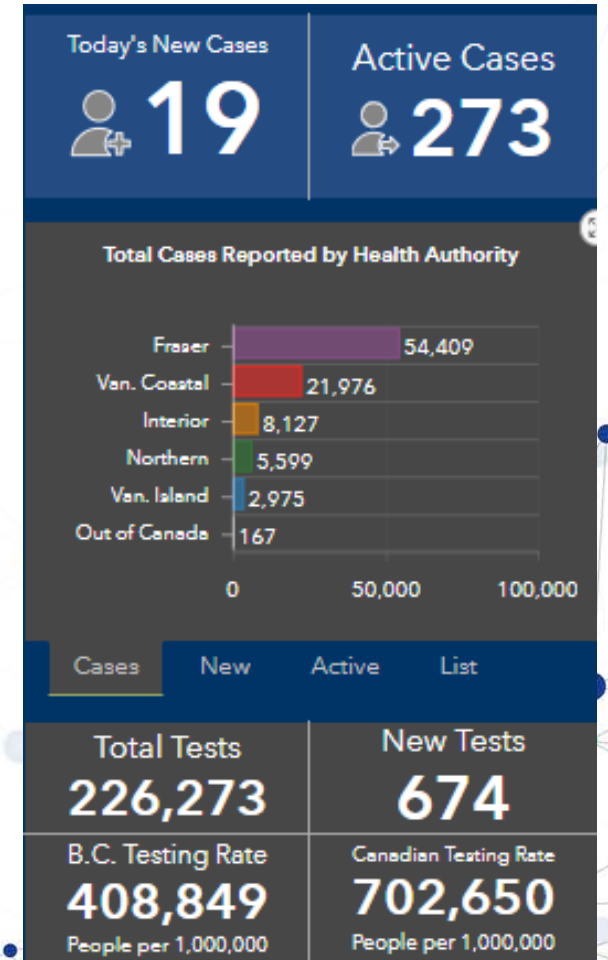 Today's New Cases
19
Active Cases
273
Total Cases Reported by Health Authority
Fraser 54,409
Van. Coastal 21,976
Interior 8,127
Northern 5,599
Van. Island 2,975
Out of Canada 167
0 50,000 100,000
Cases New Active List
Total Tests
226,273
New Tests
674
B.C. Testing Rate
408,849
People per 1,000,000
Canadian Testing Rate
702,650
People per 1,000,000